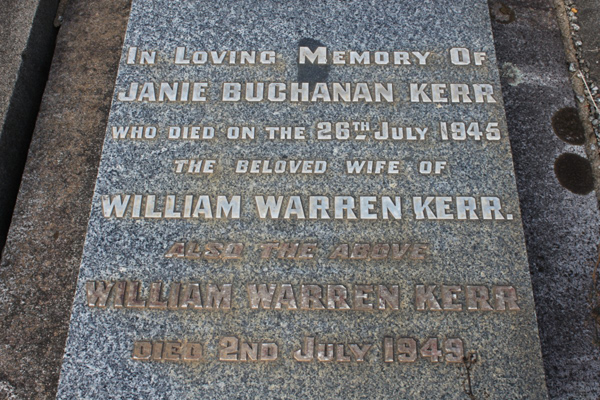 In Loving Memory Of
JANIE BUCHANAN KERR
WHO DIED ON THE 26TH JULY 1945
THE BELOVED WIFE OF
WILLIAM WARREN KERR.
ALSO THE ABOVE
WILLIAM WARREN KERR
DIED 2ND JULY 1949.